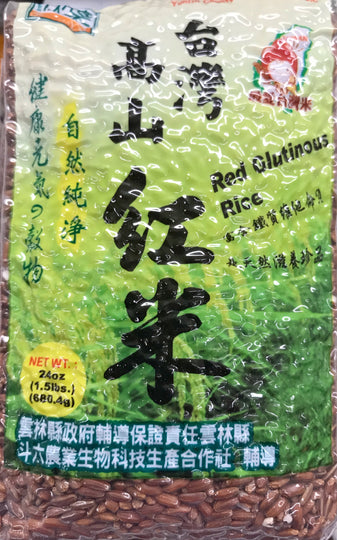 台灣
高山
紅米
自然純淨
健康元氣の穀物
Red Glutinous
Rice
NET WT.
24oz
(1.5lbs.)
(680.4g)
雲林縣政府輔導保證責任雲林縣
斗六農業生物科技生產合作社 輔導